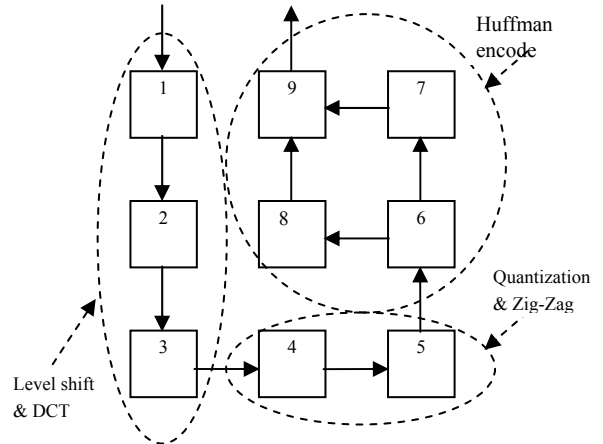 Huffman
encode
1
9
7
2
8
6
Quantization
& Zig-Zag
3
4
5
Level shift
& DCT